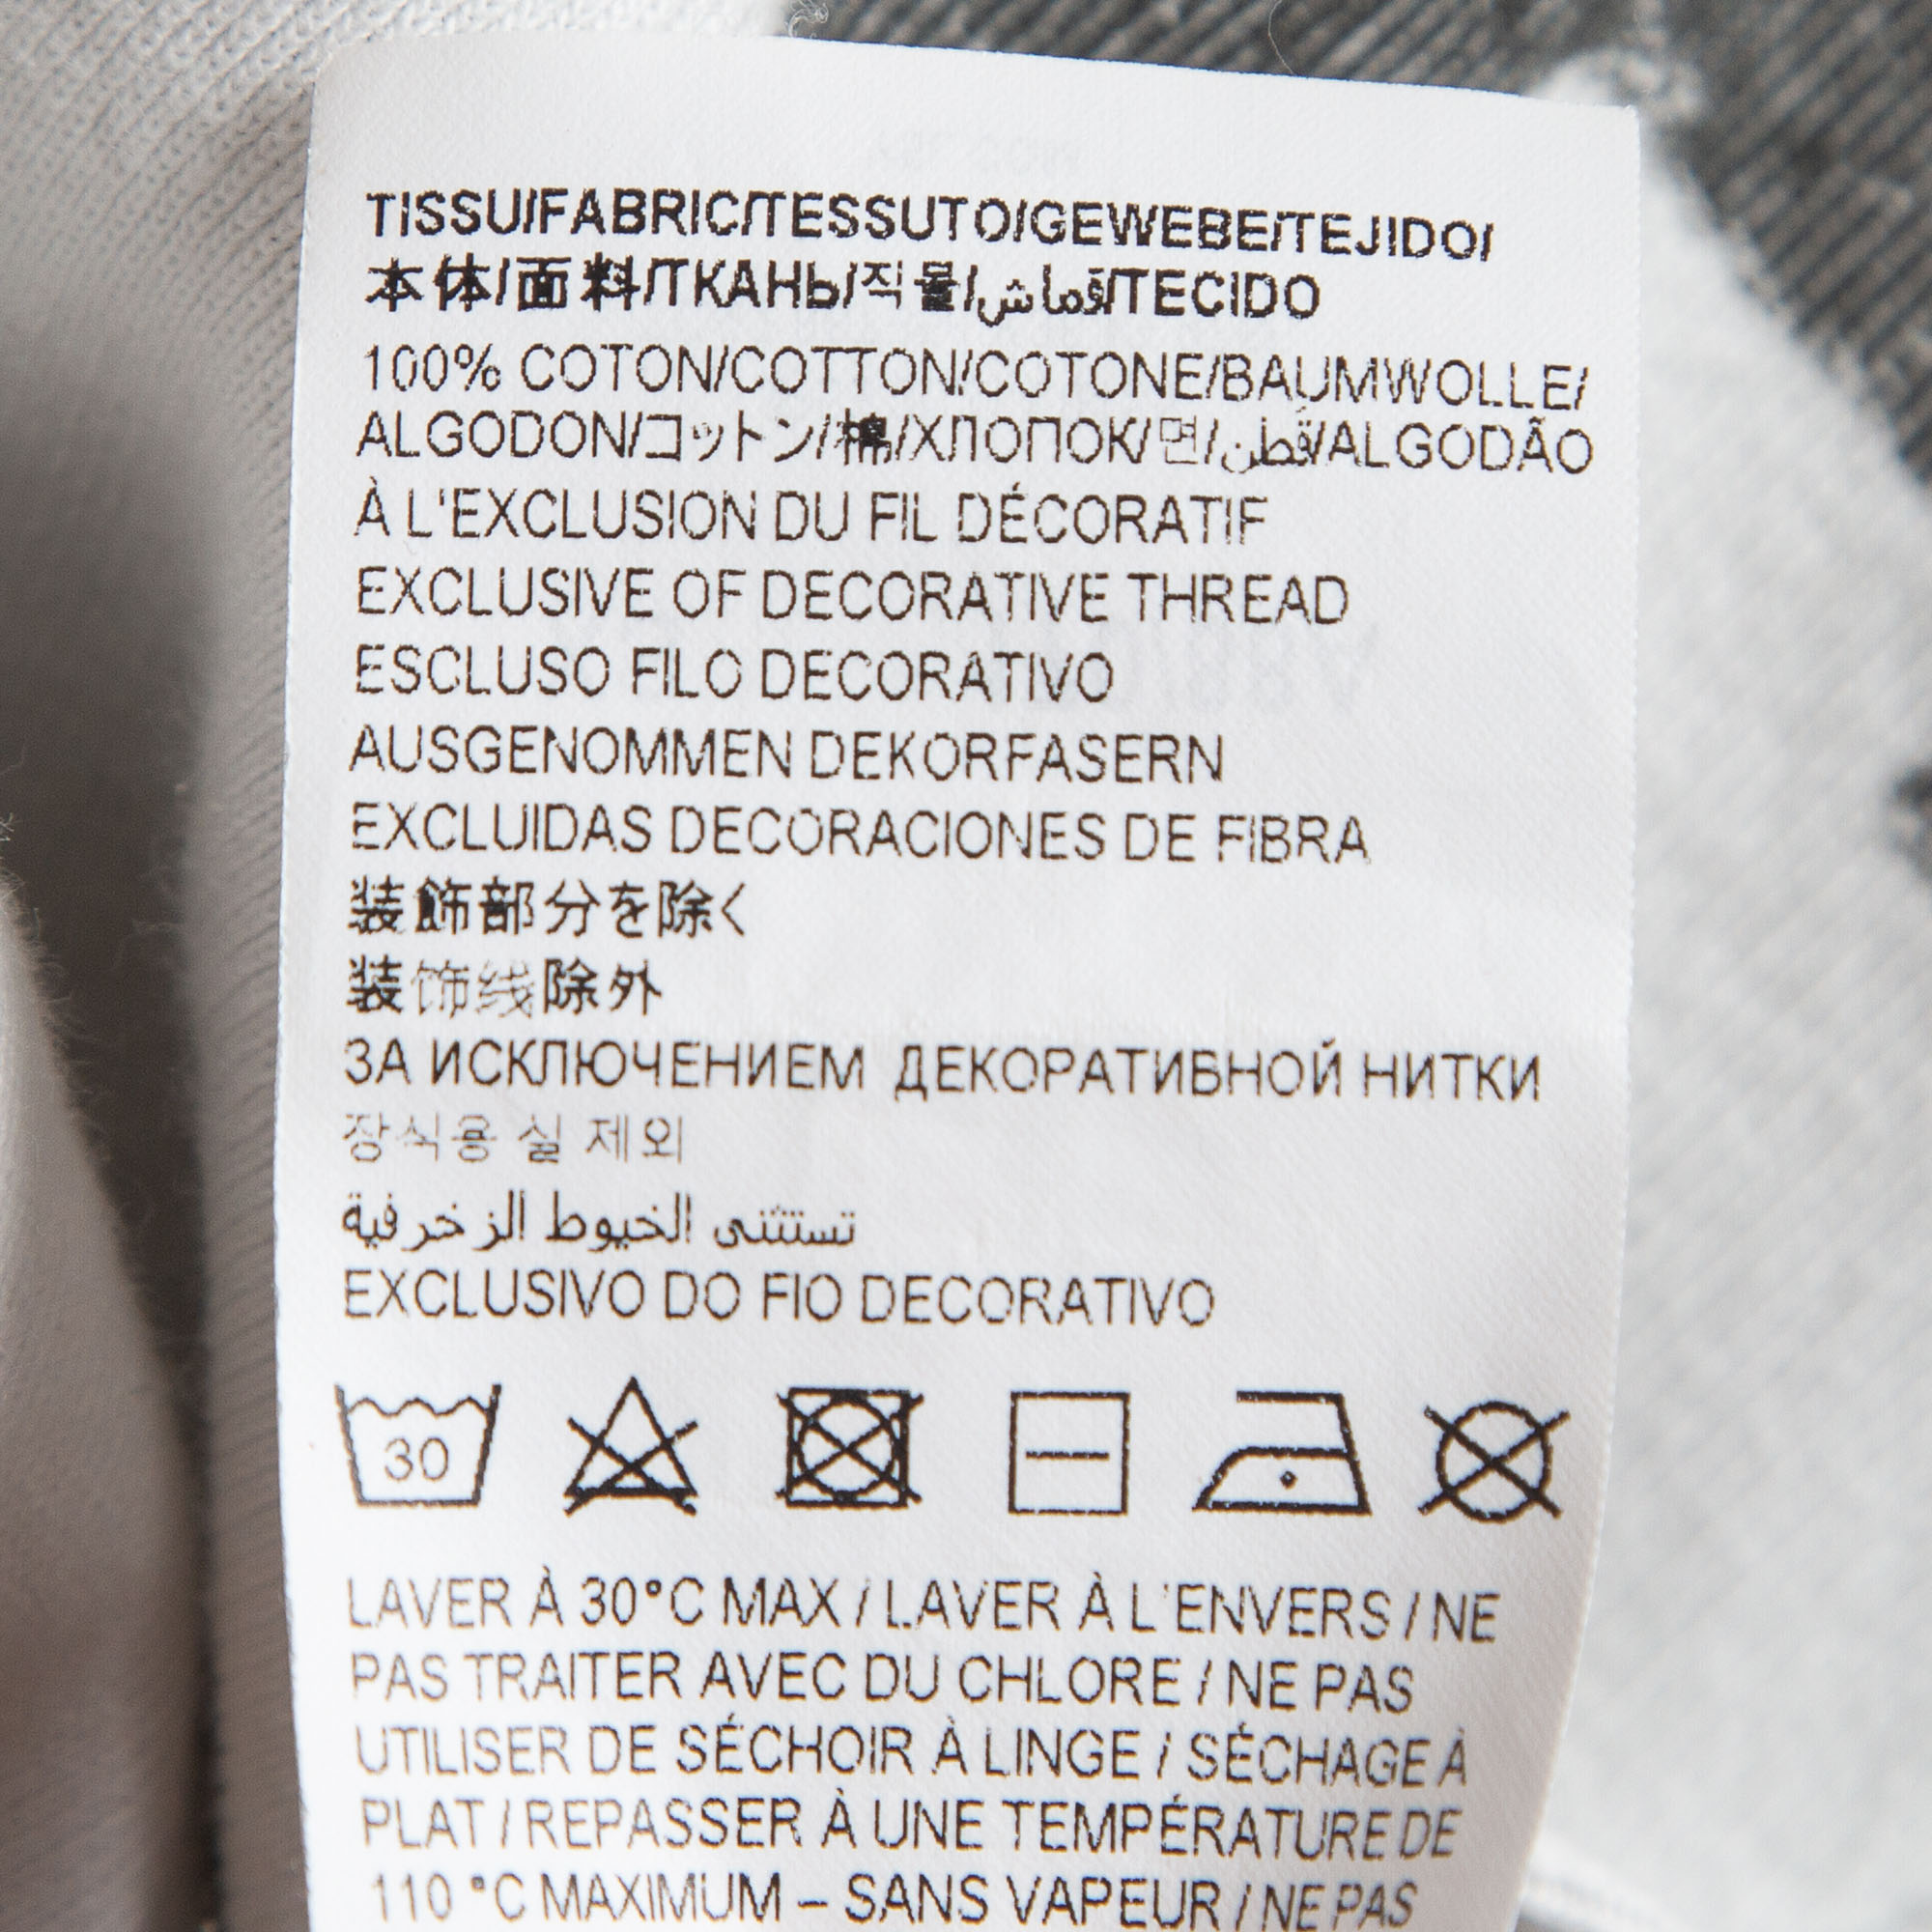 TISSU/FABRIC/TESSUTO/GEWEBE/TEJIDO/
本体/面料/ТКАНЬ/직물/قماش/TECIDO
100% COTON/COTTON/COTONE/BAUMWOLLE/
ALGODON/コットン/棉/ХЛОПОК/면/قطن/ALGODÃO
À L'EXCLUSION DU FIL DÉCORATIF
EXCLUSIVE OF DECORATIVE THREAD
ESCLUSO FILO DECORATIVO
AUSGENOMMEN DEKORFASERN
EXCLUIDAS DECORACIONES DE FIBRA
装飾部分を除く
装饰线除外
ЗА ИСКЛЮЧЕНИЕМ ДЕКОРАТИВНОЙ НИТКИ
장식용 실 제외
تستثنى الخيوط الزخرفية
EXCLUSIVO DO FIO DECORATIVO
30
LAVER À 30°C MAX / LAVER À L'ENVERS / NE
PAS TRAITER AVEC DU CHLORE / NE PAS
UTILISER DE SÉCHOIR À LINGE / SÉCHAGE À
PLAT / REPASSER À UNE TEMPÉRATURE DE
110 °C MAXIMUM – SANS VAPEUR / NE PAS